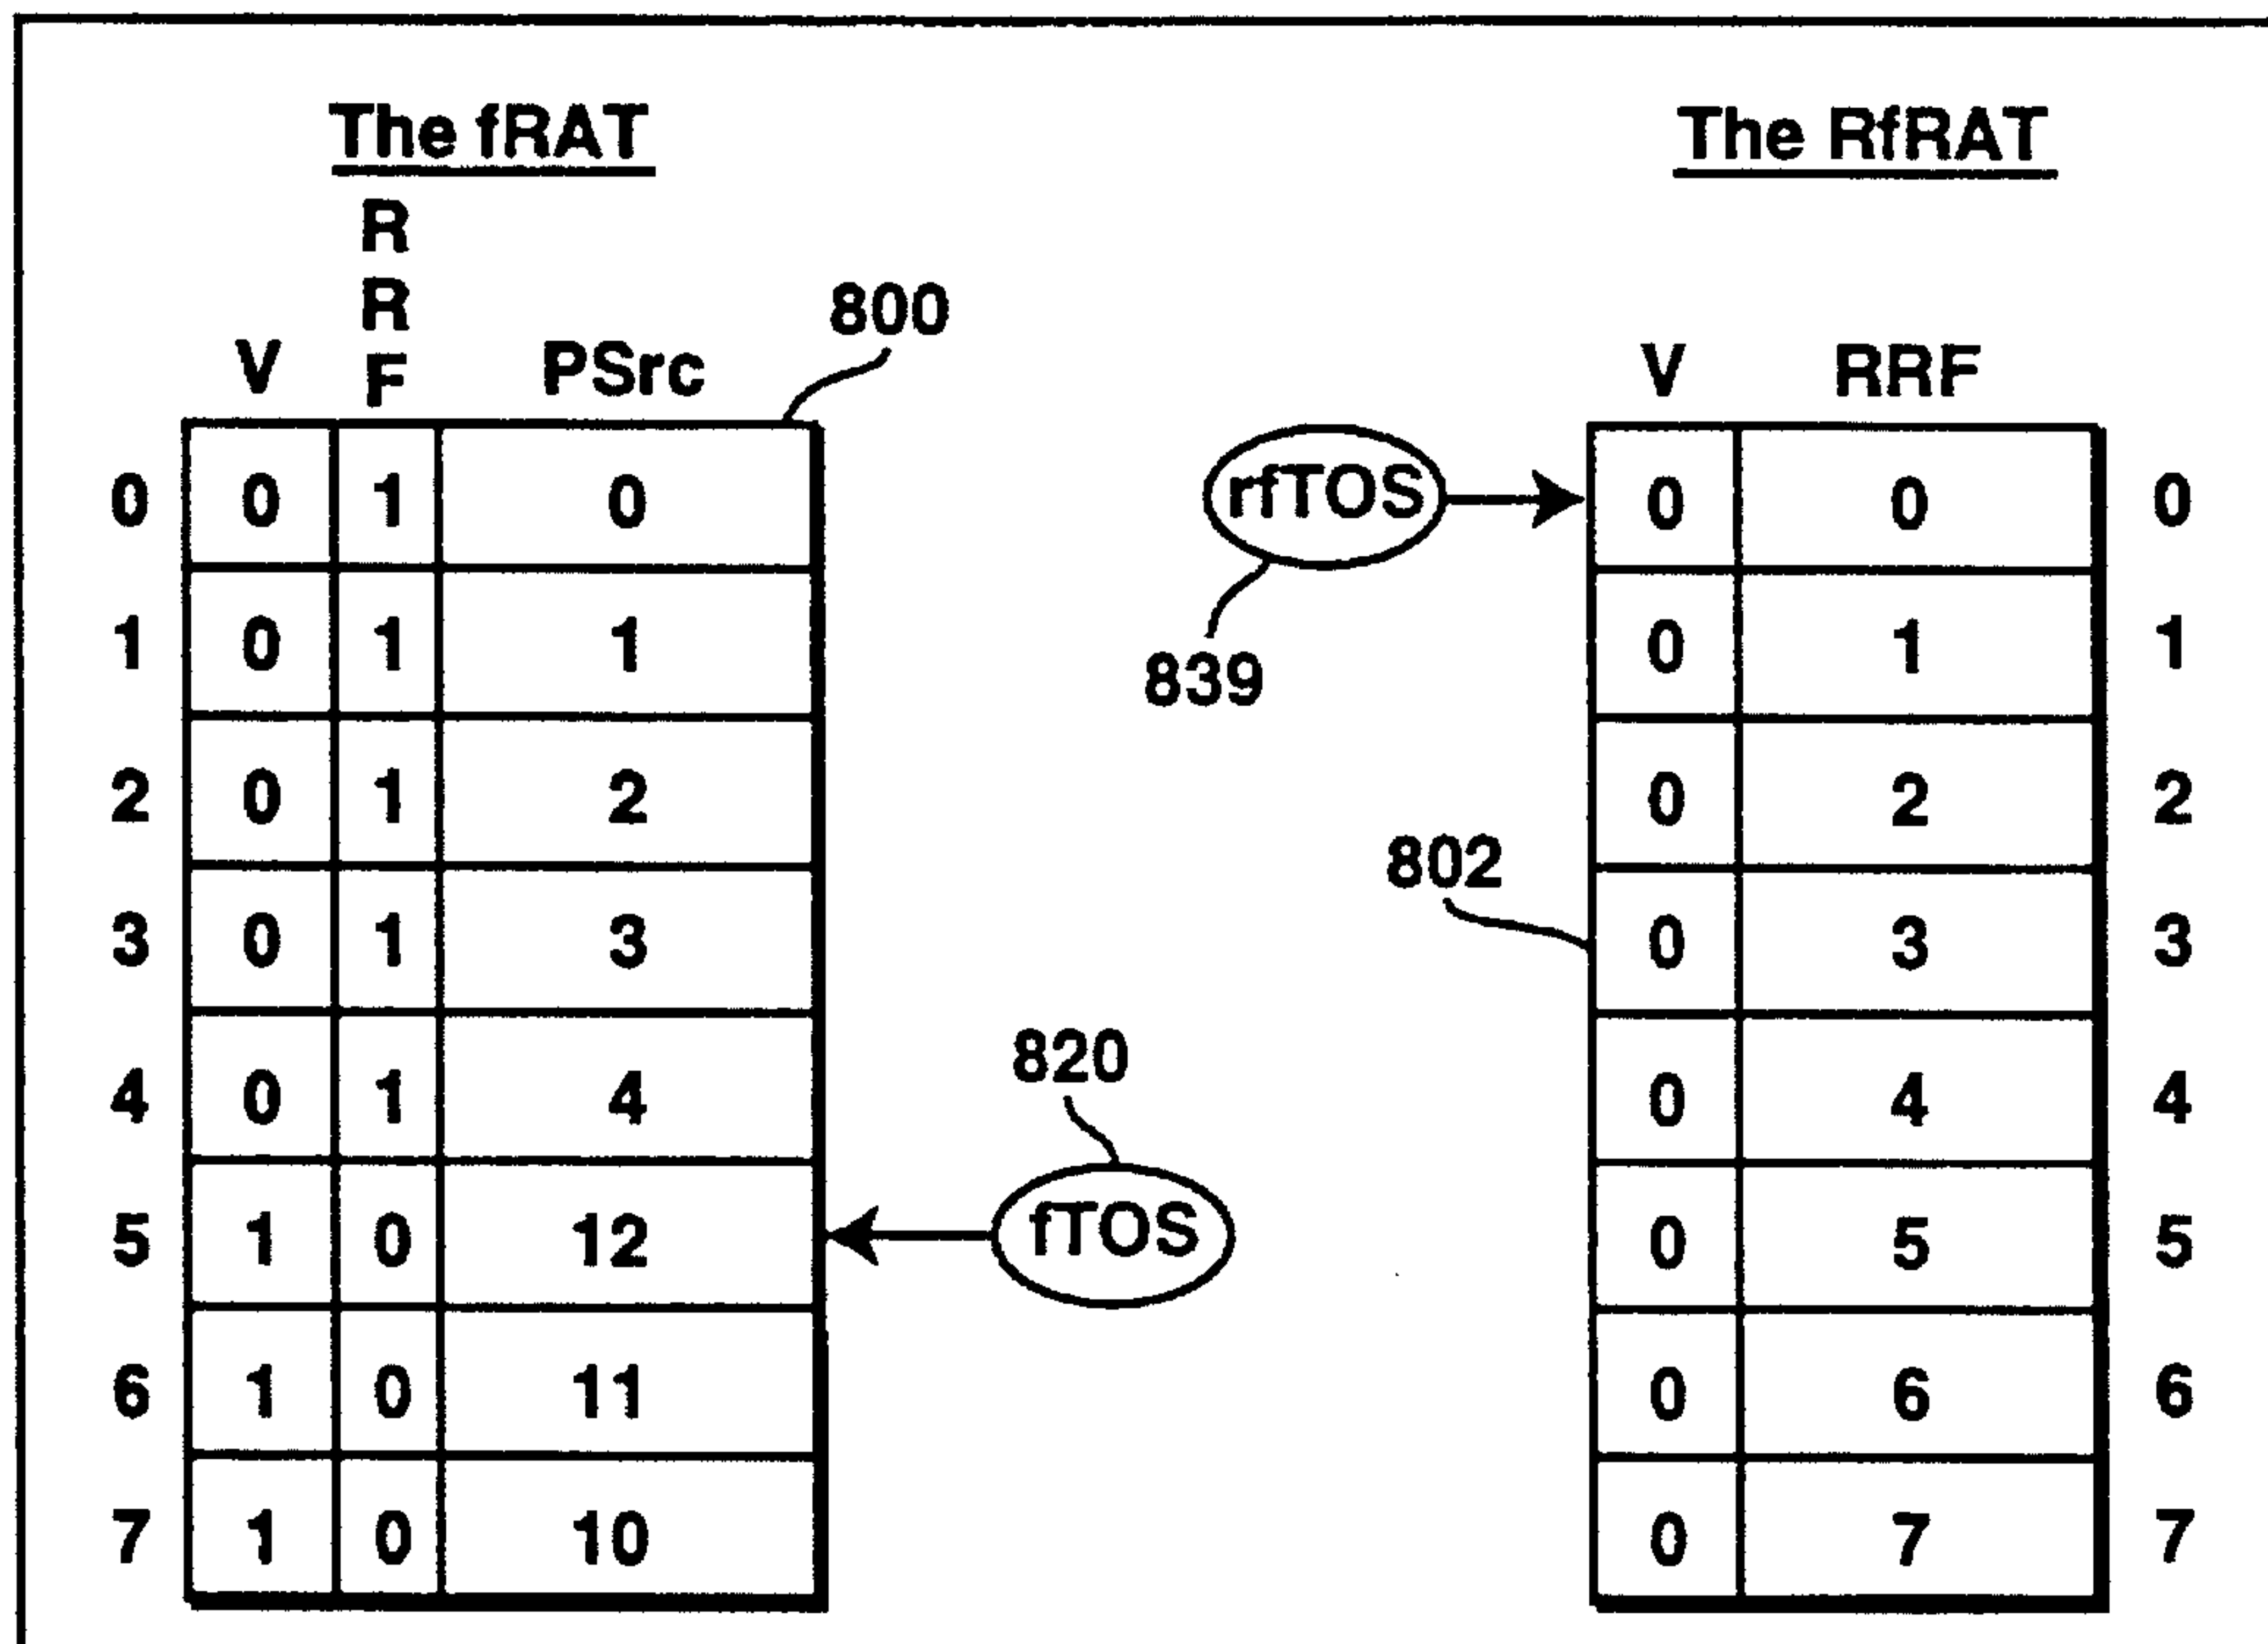 The fRAT
R
R
F
V PSrc
800
0 0 1 0
1 0 1 1
2 0 1 2
3 0 1 3
4 0 1 4
5 1 0 12
6 1 0 11
7 1 0 10
820
fTOS
The RfRAT
V RRF
rfTOS
839
802
0 0 0
0 1 1
0 2 2
0 3 3
0 4 4
0 5 5
0 6 6
0 7 7